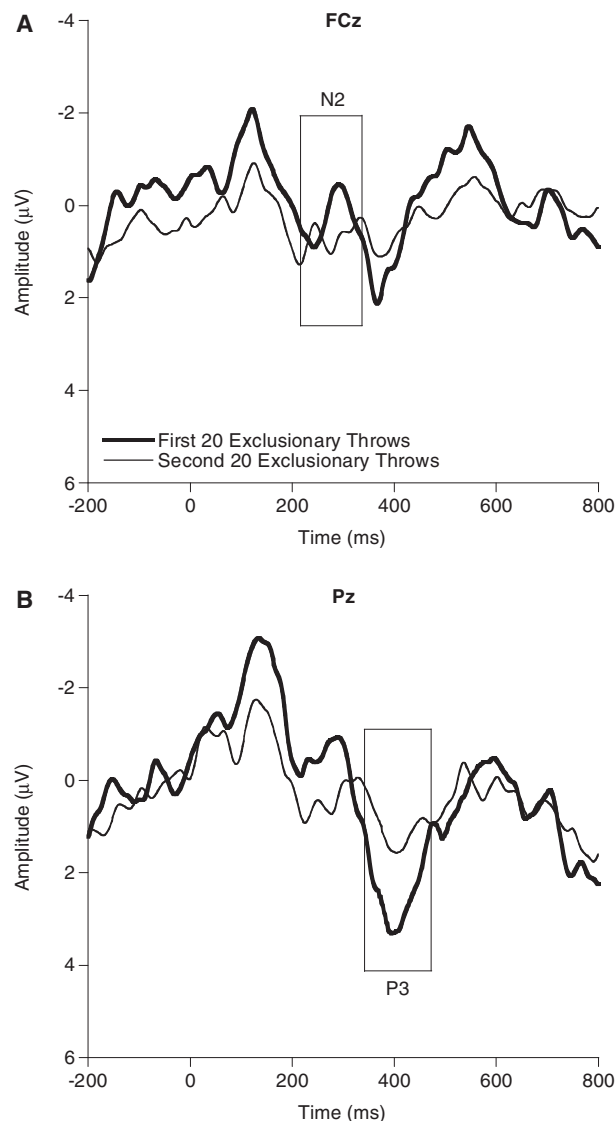 A
FCz
-4
-2
0
2
4
6
Amplitude (μV)
N2
First 20 Exclusionary Throws
Second 20 Exclusionary Throws
-200
0
200
400
600
800
Time (ms)
B
Pz
-4
-2
0
2
4
6
Amplitude (μV)
P3
-200
0
200
400
600
800
Time (ms)